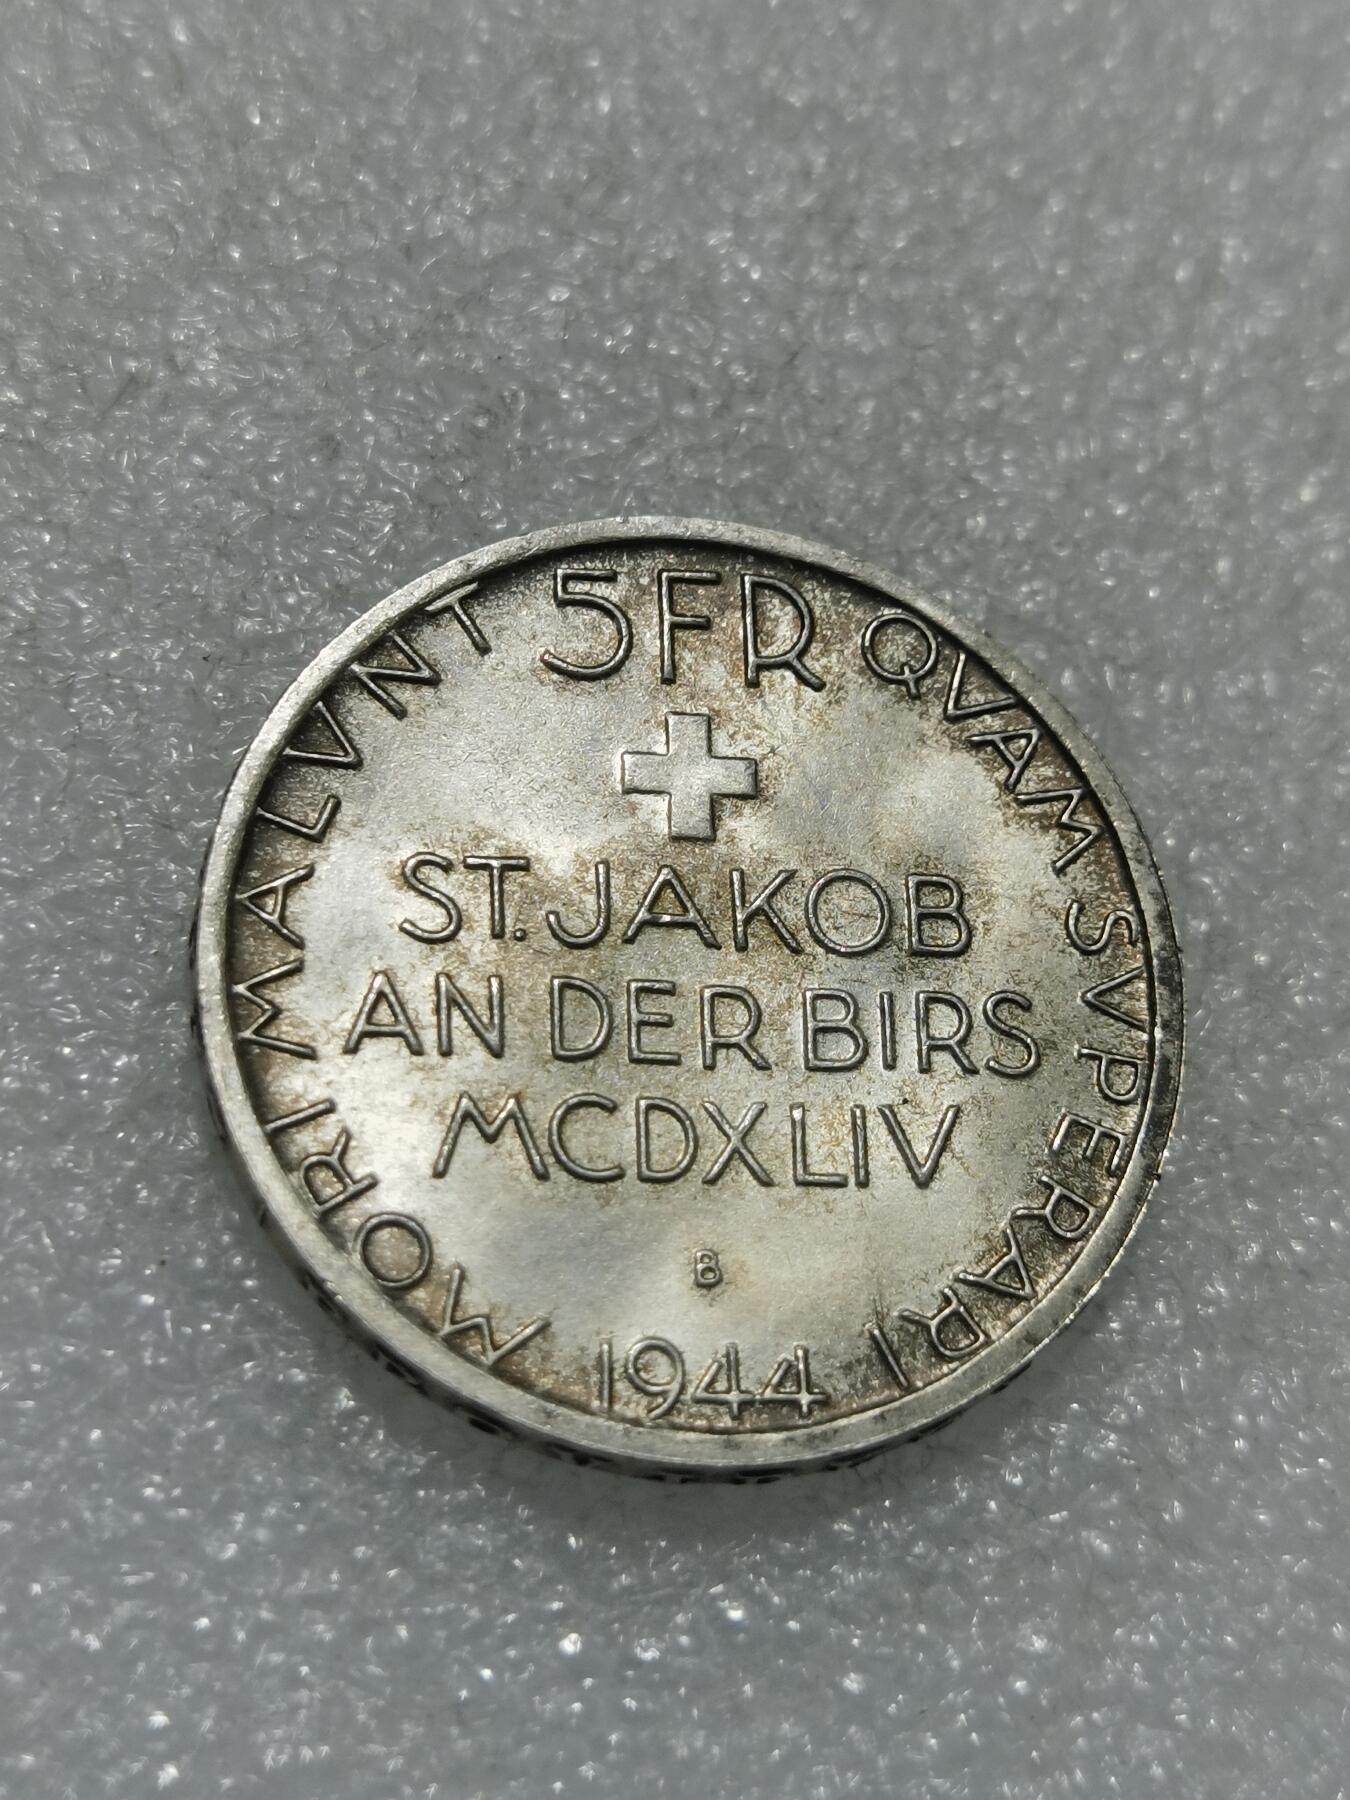 5FR
ST. JAKOB
AN DER BIRS
MCDXLIV
B
1944
MORI MALVNT
QVAM SVPERARI